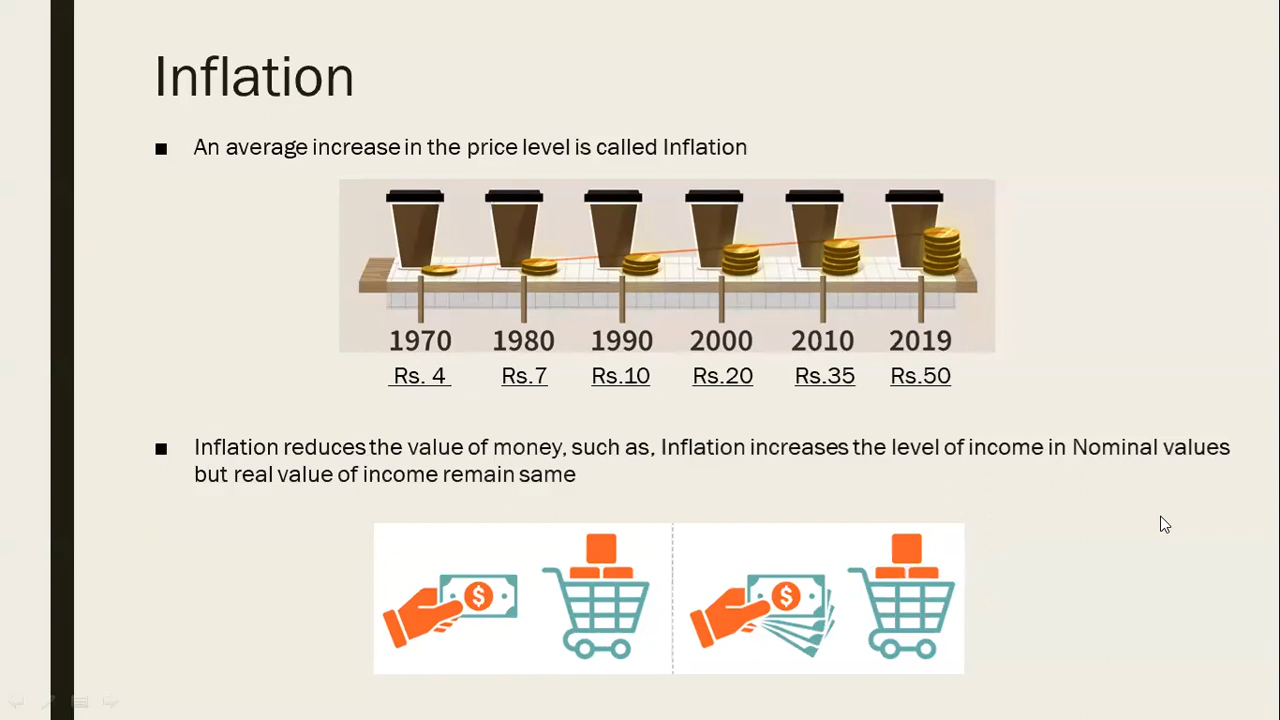 Inflation
■ An average increase in the price level is called Inflation
1970 1980 1990 2000 2010 2019
Rs. 4 Rs.7 Rs.10 Rs.20 Rs.35 Rs.50
■ Inflation reduces the value of money, such as, Inflation increases the level of income in Nominal values
but real value of income remain same
$ $